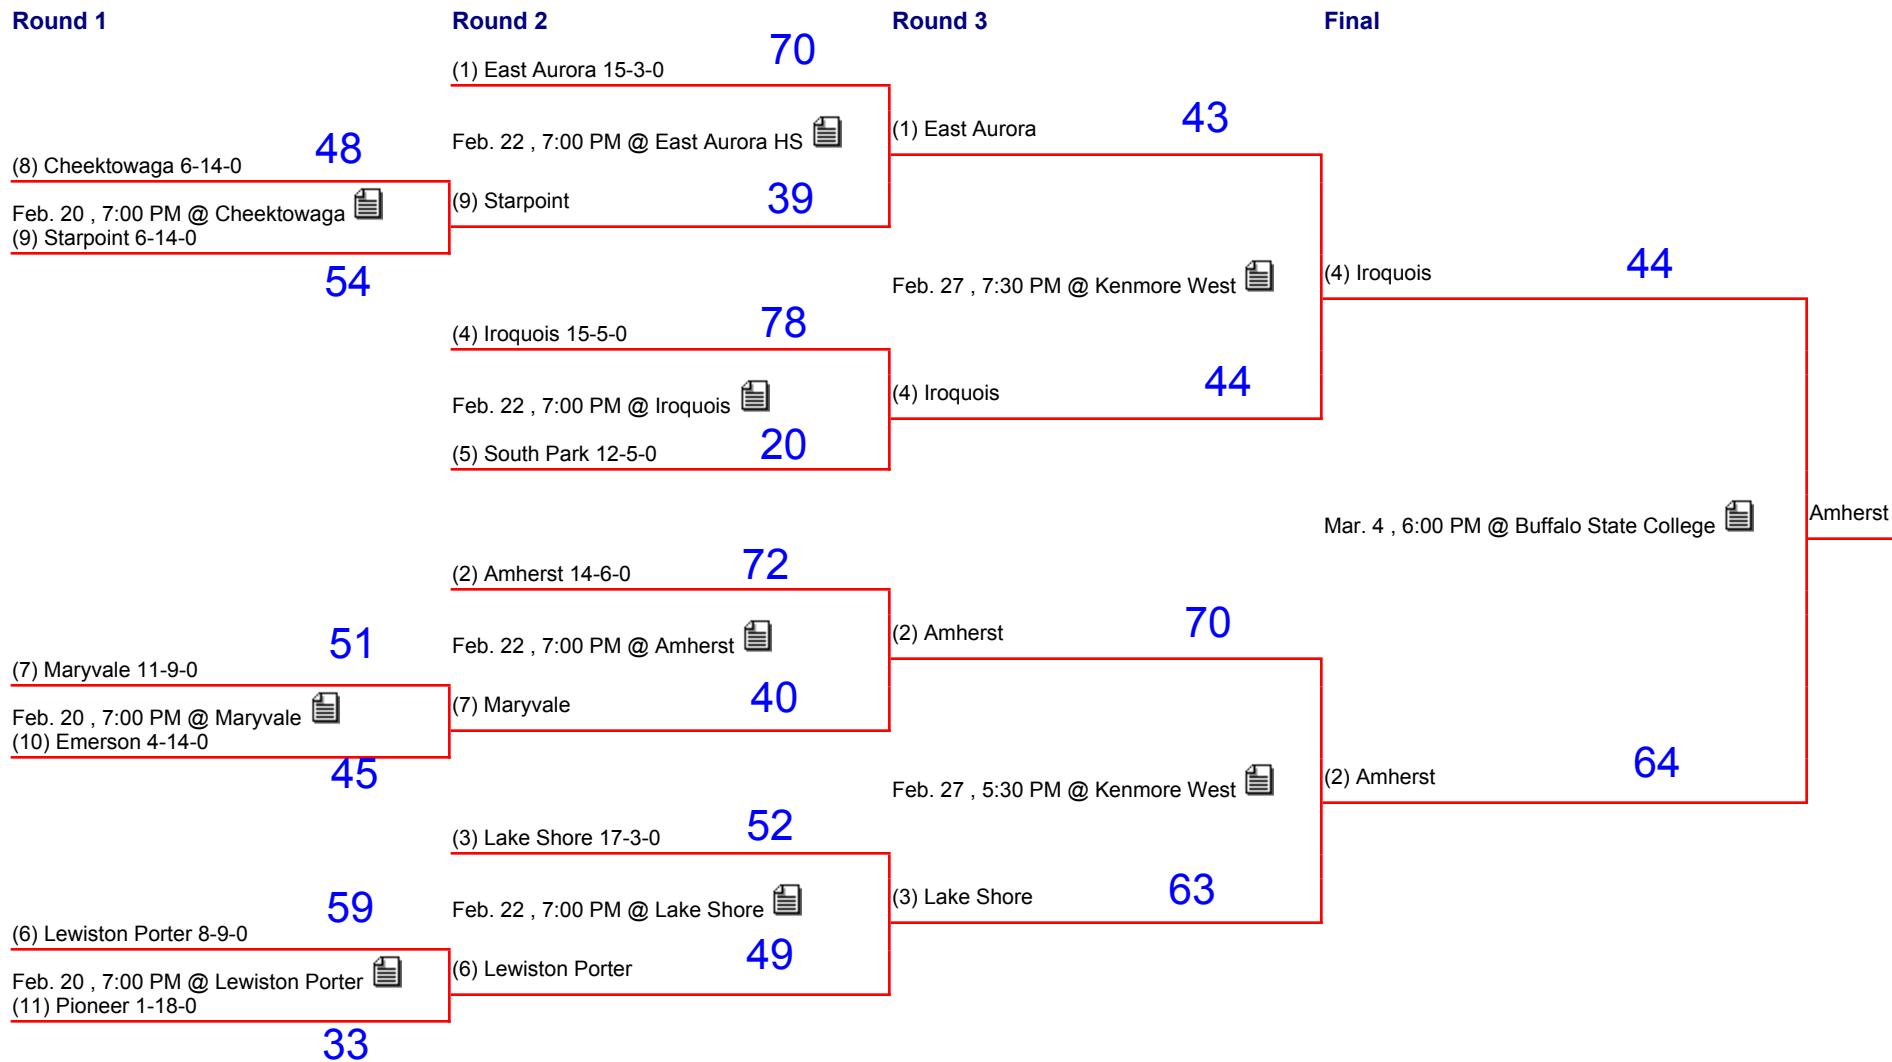 Round 1
Round 2
Round 3
Final
(8) Cheektowaga 6-14-0
48
Feb. 20 , 7:00 PM @ Cheektowaga
(9) Starpoint 6-14-0
54
(7) Maryvale 11-9-0
51
Feb. 20 , 7:00 PM @ Maryvale
(10) Emerson 4-14-0
45
(6) Lewiston Porter 8-9-0
59
Feb. 20 , 7:00 PM @ Lewiston Porter
(11) Pioneer 1-18-0
33
(1) East Aurora 15-3-0
70
Feb. 22 , 7:00 PM @ East Aurora HS
(9) Starpoint
39
(4) Iroquois 15-5-0
78
Feb. 22 , 7:00 PM @ Iroquois
(5) South Park 12-5-0
20
(2) Amherst 14-6-0
72
Feb. 22 , 7:00 PM @ Amherst
(7) Maryvale
40
(3) Lake Shore 17-3-0
52
Feb. 22 , 7:00 PM @ Lake Shore
(6) Lewiston Porter
49
(1) East Aurora
43
Feb. 27 , 7:30 PM @ Kenmore West
(4) Iroquois
44
(2) Amherst
70
Feb. 27 , 5:30 PM @ Kenmore West
(3) Lake Shore
63
(4) Iroquois
44
Mar. 4 , 6:00 PM @ Buffalo State College
(2) Amherst
64
Amherst